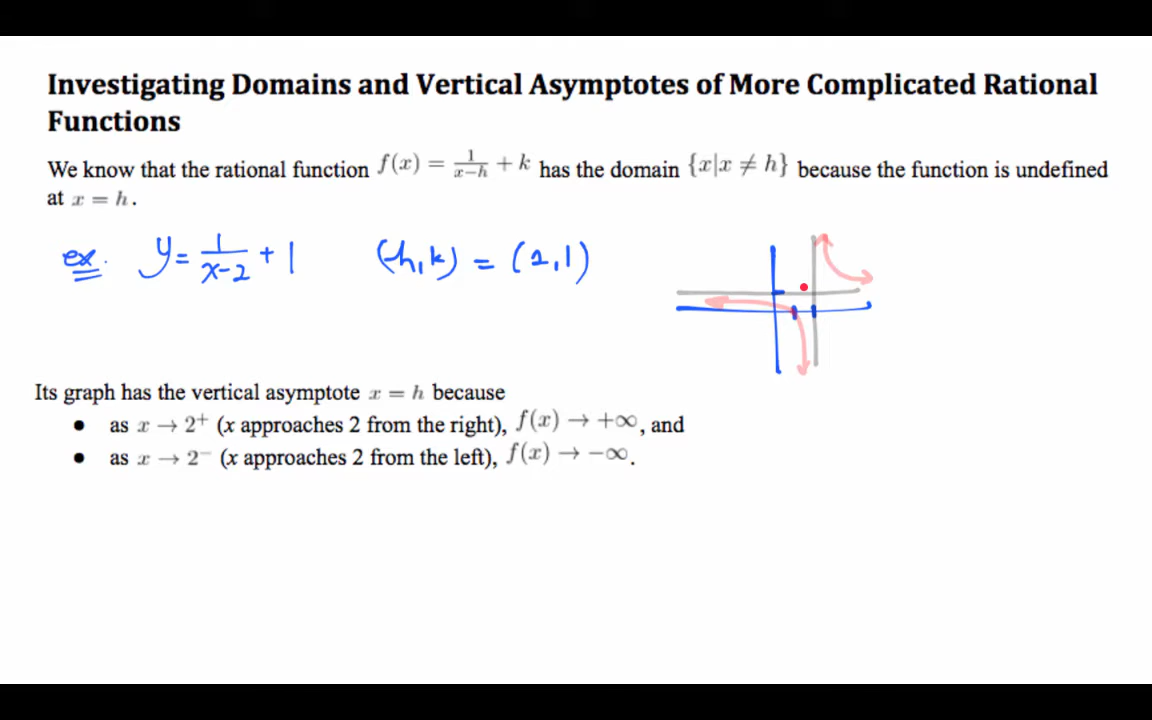 Investigating Domains and Vertical Asymptotes of More Complicated Rational
Functions
We know that the rational function f(x) = \frac{1}{x-h} + k has the domain {x|x ≠ h} because the function is undefined
at x = h.
ex. y = \frac{1}{x-2} + 1 (h,k) = (2,1)
Its graph has the vertical asymptote x = h because
● as x → 2⁺ (x approaches 2 from the right), f(x) → +∞, and
● as x → 2⁻ (x approaches 2 from the left), f(x) → −∞.